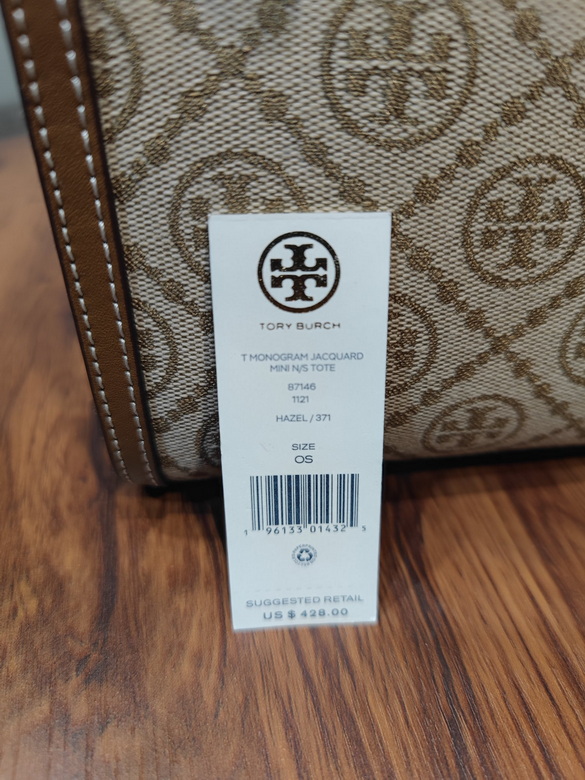 TORY BURCH
T MONOGRAM JACQUARD
MINI N/S TOTE
87146
1121
HAZEL / 371
SIZE
OS
1 96133 01432 5
SUGGESTED RETAIL
US $ 428.00